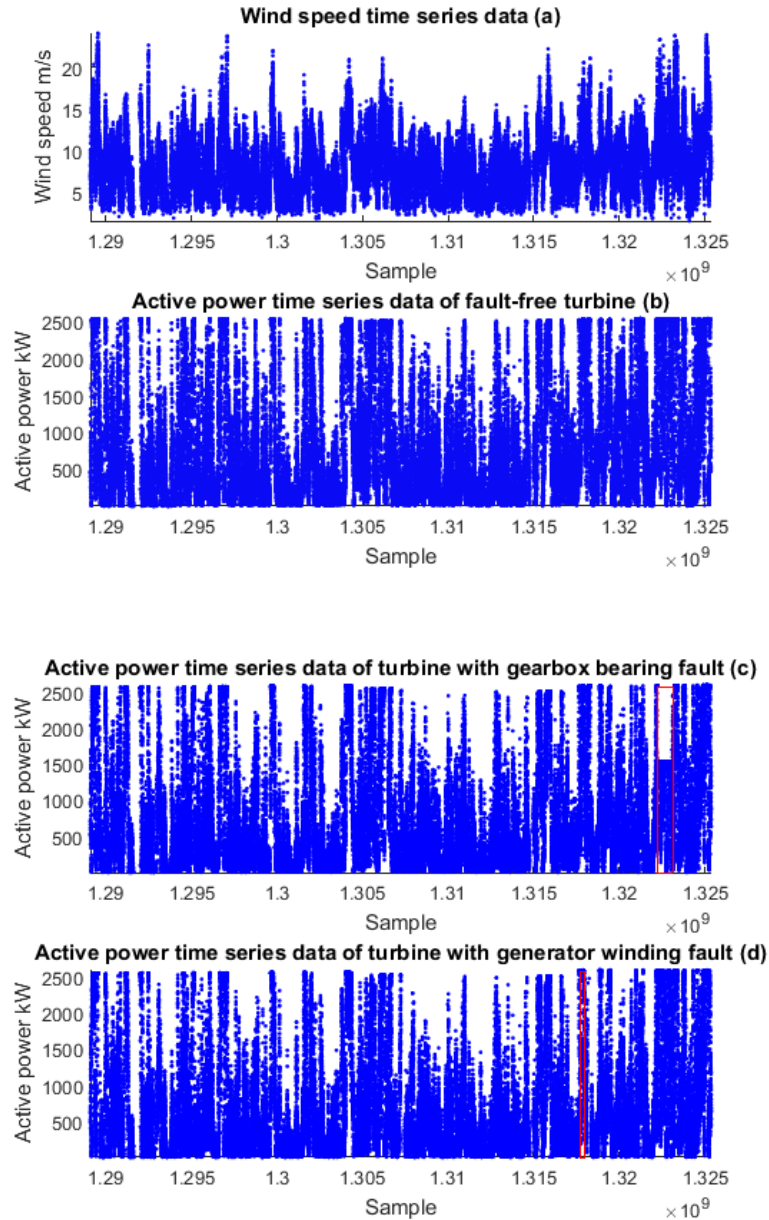 Wind speed time series data (a)
Wind speed m/s
20
15
10
5
1.29 1.295 1.3 1.305 1.31 1.315 1.32 1.325
Sample
×10⁹
Active power time series data of fault-free turbine (b)
Active power kW
2500
2000
1500
1000
500
1.29 1.295 1.3 1.305 1.31 1.315 1.32 1.325
Sample
×10⁹
Active power time series data of turbine with gearbox bearing fault (c)
Active power kW
2500
2000
1500
1000
500
1.29 1.295 1.3 1.305 1.31 1.315 1.32 1.325
Sample
×10⁹
Active power time series data of turbine with generator winding fault (d)
Active power kW
2500
2000
1500
1000
500
1.29 1.295 1.3 1.305 1.31 1.315 1.32 1.325
Sample
×10⁹